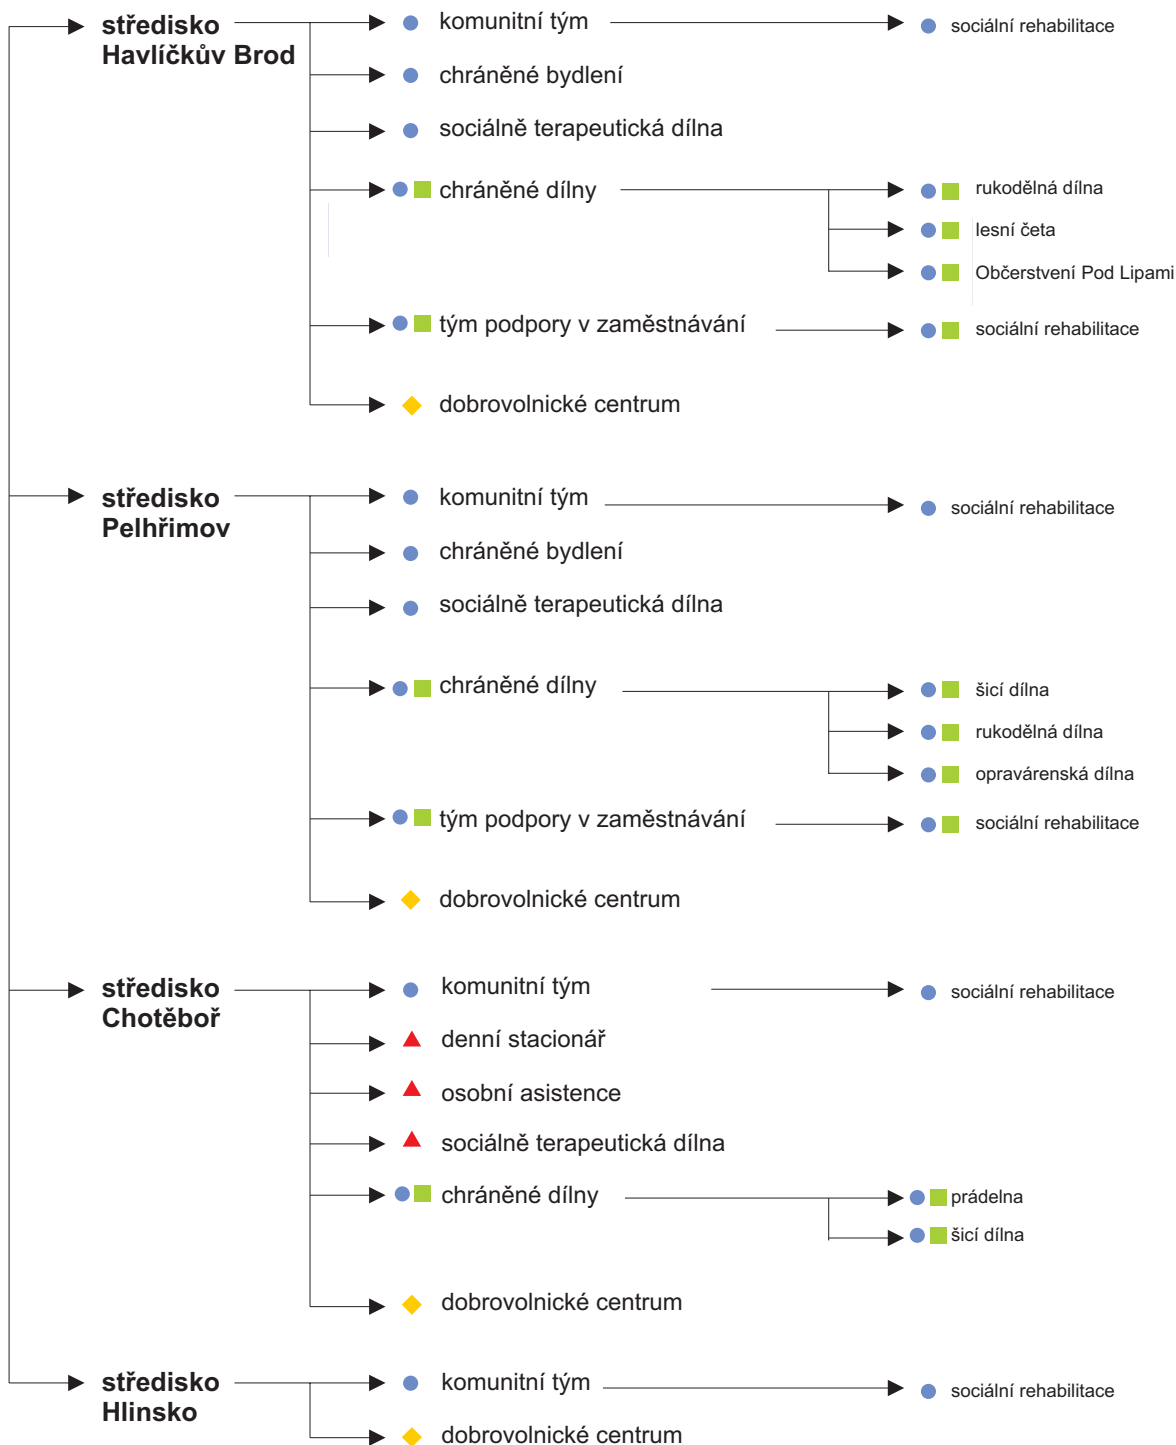 středisko
Havlíčkův Brod
komunitní tým
sociální rehabilitace
chráněné bydlení
sociálně terapeutická dílna
chráněné dílny
rukodělná dílna
lesní četa
Občerstvení Pod Lipami
tým podpory v zaměstnávání
sociální rehabilitace
dobrovolnické centrum
středisko
Pelhřimov
komunitní tým
sociální rehabilitace
chráněné bydlení
sociálně terapeutická dílna
chráněné dílny
šicí dílna
rukodělná dílna
opravárenská dílna
tým podpory v zaměstnávání
sociální rehabilitace
dobrovolnické centrum
středisko
Chotěboř
komunitní tým
sociální rehabilitace
denní stacionář
osobní asistence
sociálně terapeutická dílna
chráněné dílny
prádelna
šicí dílna
dobrovolnické centrum
středisko
Hlinsko
komunitní tým
sociální rehabilitace
dobrovolnické centrum